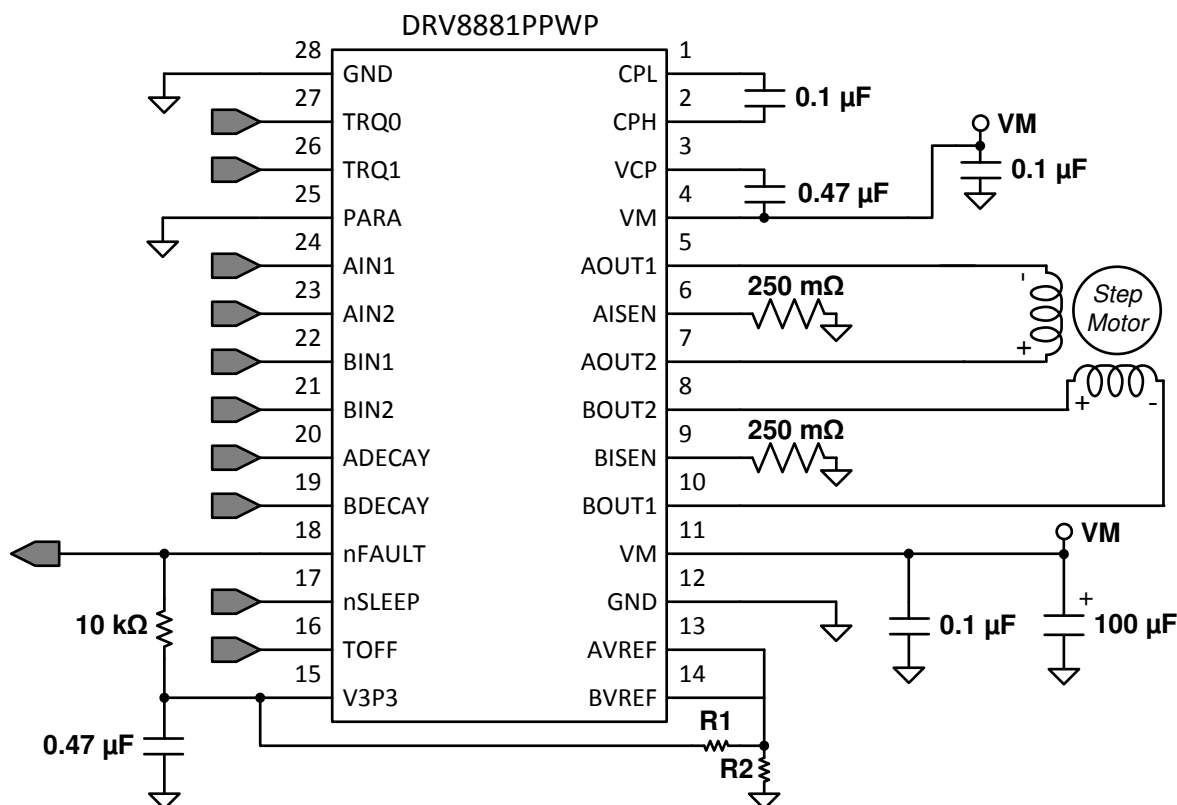 DRV8881PPWP
28 GND CPL 1
0.1 µF
27 TRQ0 CPH 2
VM
26 TRQ1 VCP 3
0.47 µF
0.1 µF
25 PARA VM 4
24 AIN1 AOUT1 5
-
250 mΩ
Step
Motor
23 AIN2 AISEN 6
+
22 BIN1 AOUT2 7
21 BIN2 BOUT2 8
+ -
250 mΩ
20 ADECAY BISEN 9
19 BDECAY BOUT1 10
VM
18 nFAULT VM 11
17 nSLEEP GND 12
+
10 kΩ
0.1 µF
100 µF
16 TOFF AVREF 13
15 V3P3 BVREF 14
R1
0.47 µF
R2